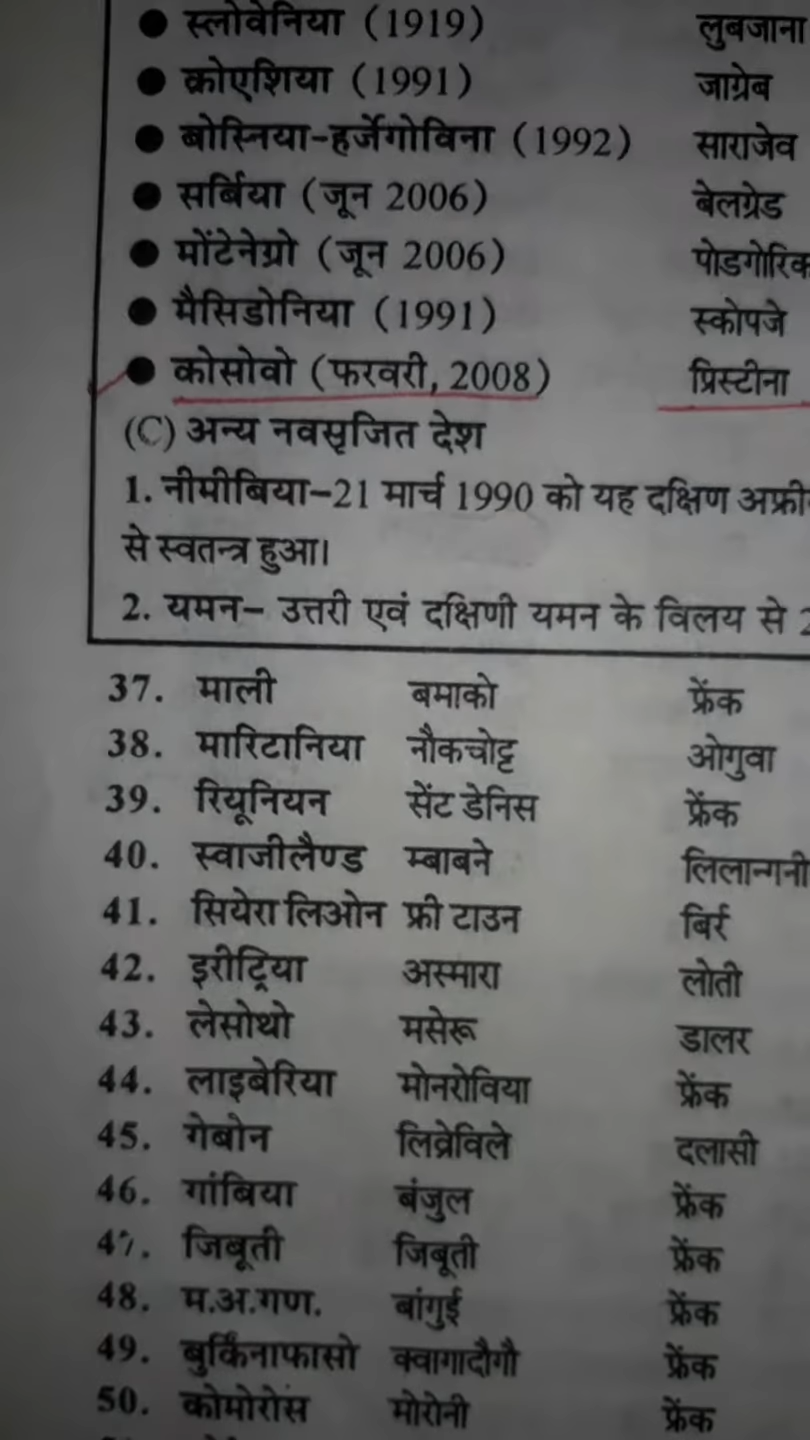 ● स्लोवेनिया (1919) लुबजाना
● क्रोएशिया (1991) जाग्रेब
● बोस्निया-हर्जेगोविना (1992) साराजेव
● सर्बिया (जून 2006) बेलग्रेड
● मोंटेनेग्रो (जून 2006) पोडगोरिक
● मैसिडोनिया (1991) स्कोपजे
● कोसोवो (फरवरी, 2008) प्रिस्टीना
(C) अन्य नवसृजित देश
1. नीमीबिया-21 मार्च 1990 को यह दक्षिण अफ्री
से स्वतन्त्र हुआ।
2. यमन- उत्तरी एवं दक्षिणी यमन के विलय से 2
37. माली बमाको फ्रेंक
38. मारिटानिया नौकचोट्ट ओगुवा
39. रियूनियन सेंट डेनिस फ्रेंक
40. स्वाजीलैण्ड म्बाबने लिलान्गनी
41. सियेरा लिओन फ्री टाउन बिर्र
42. इरीट्रिया अस्मारा लोती
43. लेसोथो मसेरू डालर
44. लाइबेरिया मोनरोविया फ्रेंक
45. गेबोन लिव्रेविले दलासी
46. गांबिया बंजुल फ्रेंक
47. जिबूती जिबूती फ्रेंक
48. म.अ.गण. बांगुई फ्रेंक
49. बुर्किनाफासो क्वागादौगौ फ्रेंक
50. कोमोरोस मोरोनी फ्रेंक